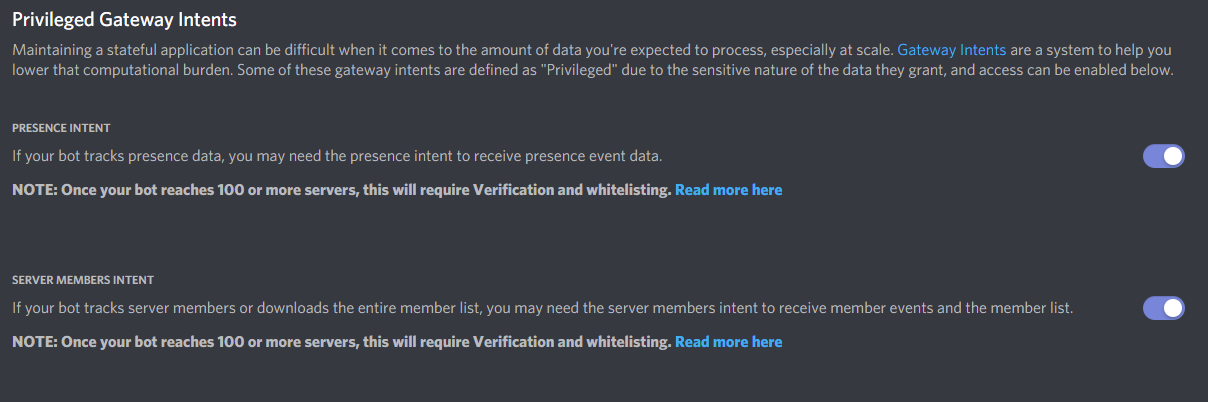 Privileged Gateway Intents
Maintaining a stateful application can be difficult when it comes to the amount of data you're expected to process, especially at scale. Gateway Intents are a system to help you
lower that computational burden. Some of these gateway intents are defined as "Privileged" due to the sensitive nature of the data they grant, and access can be enabled below.
PRESENCE INTENT
If your bot tracks presence data, you may need the presence intent to receive presence event data.
NOTE: Once your bot reaches 100 or more servers, this will require Verification and whitelisting. Read more here
SERVER MEMBERS INTENT
If your bot tracks server members or downloads the entire member list, you may need the server members intent to receive member events and the member list.
NOTE: Once your bot reaches 100 or more servers, this will require Verification and whitelisting. Read more here